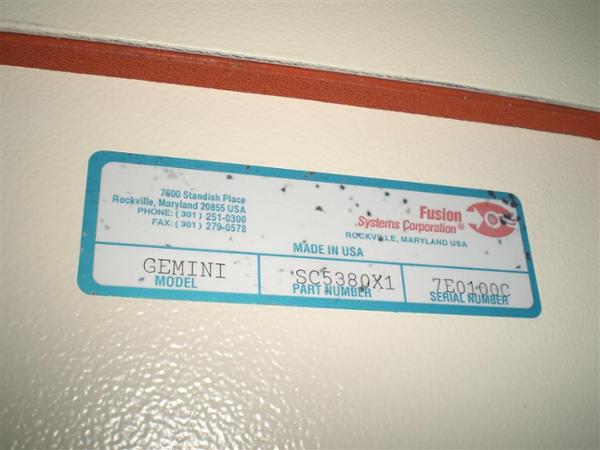 7600 Standish Place
Rockville, Maryland 20855 USA
PHONE: (301) 251-0300
FAX: (301) 279-0578
Fusion
Systems Corporation®
ROCKVILLE, MARYLAND USA
MADE IN USA
GEMINI
MODEL
SC5380X1
PART NUMBER
7E0100C
SERIAL NUMBER